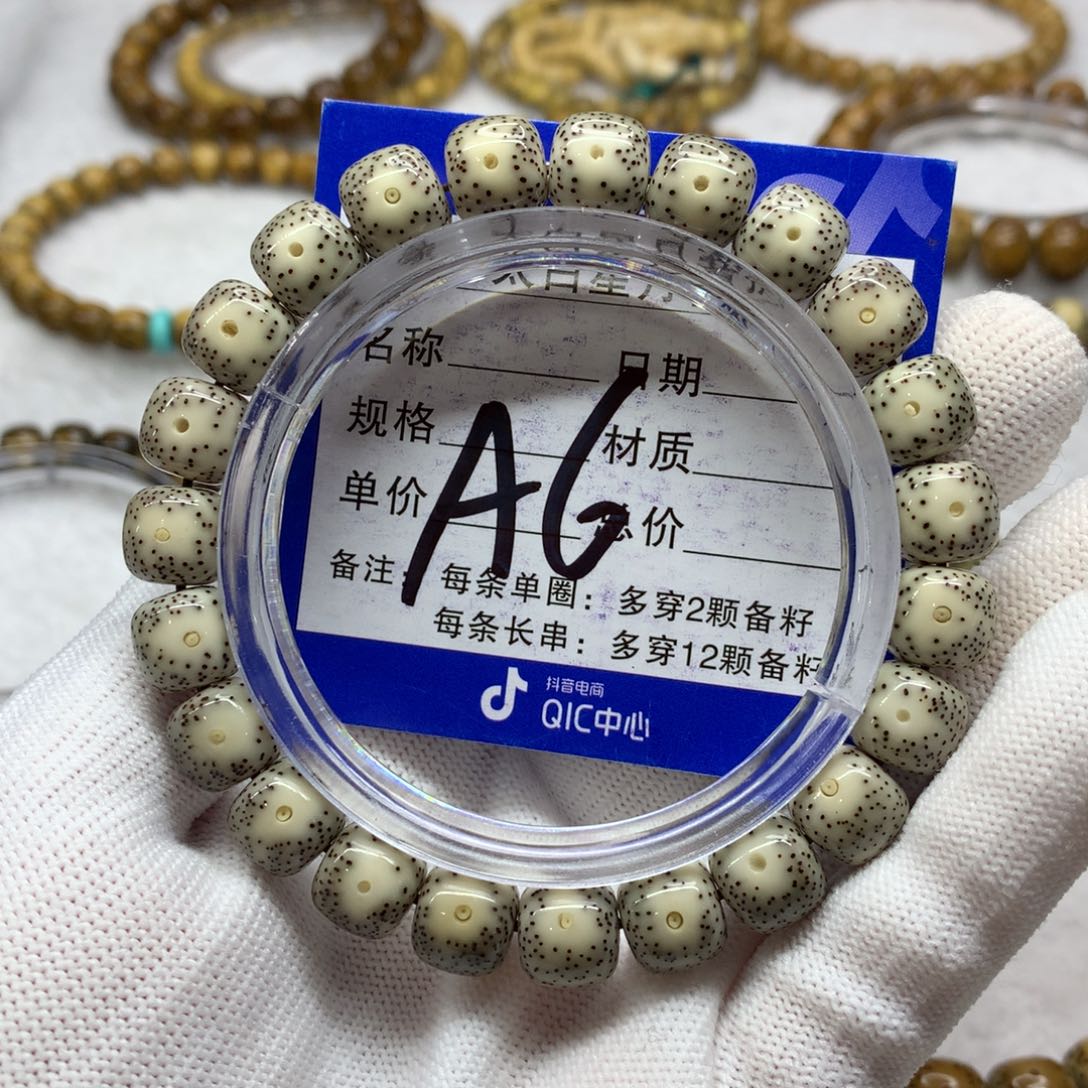 名称 日期
规格 材质
单价 总价
A6
备注: 每条单圈: 多穿2颗备籽
每条长串: 多穿12颗备籽
抖音电商
QIC中心